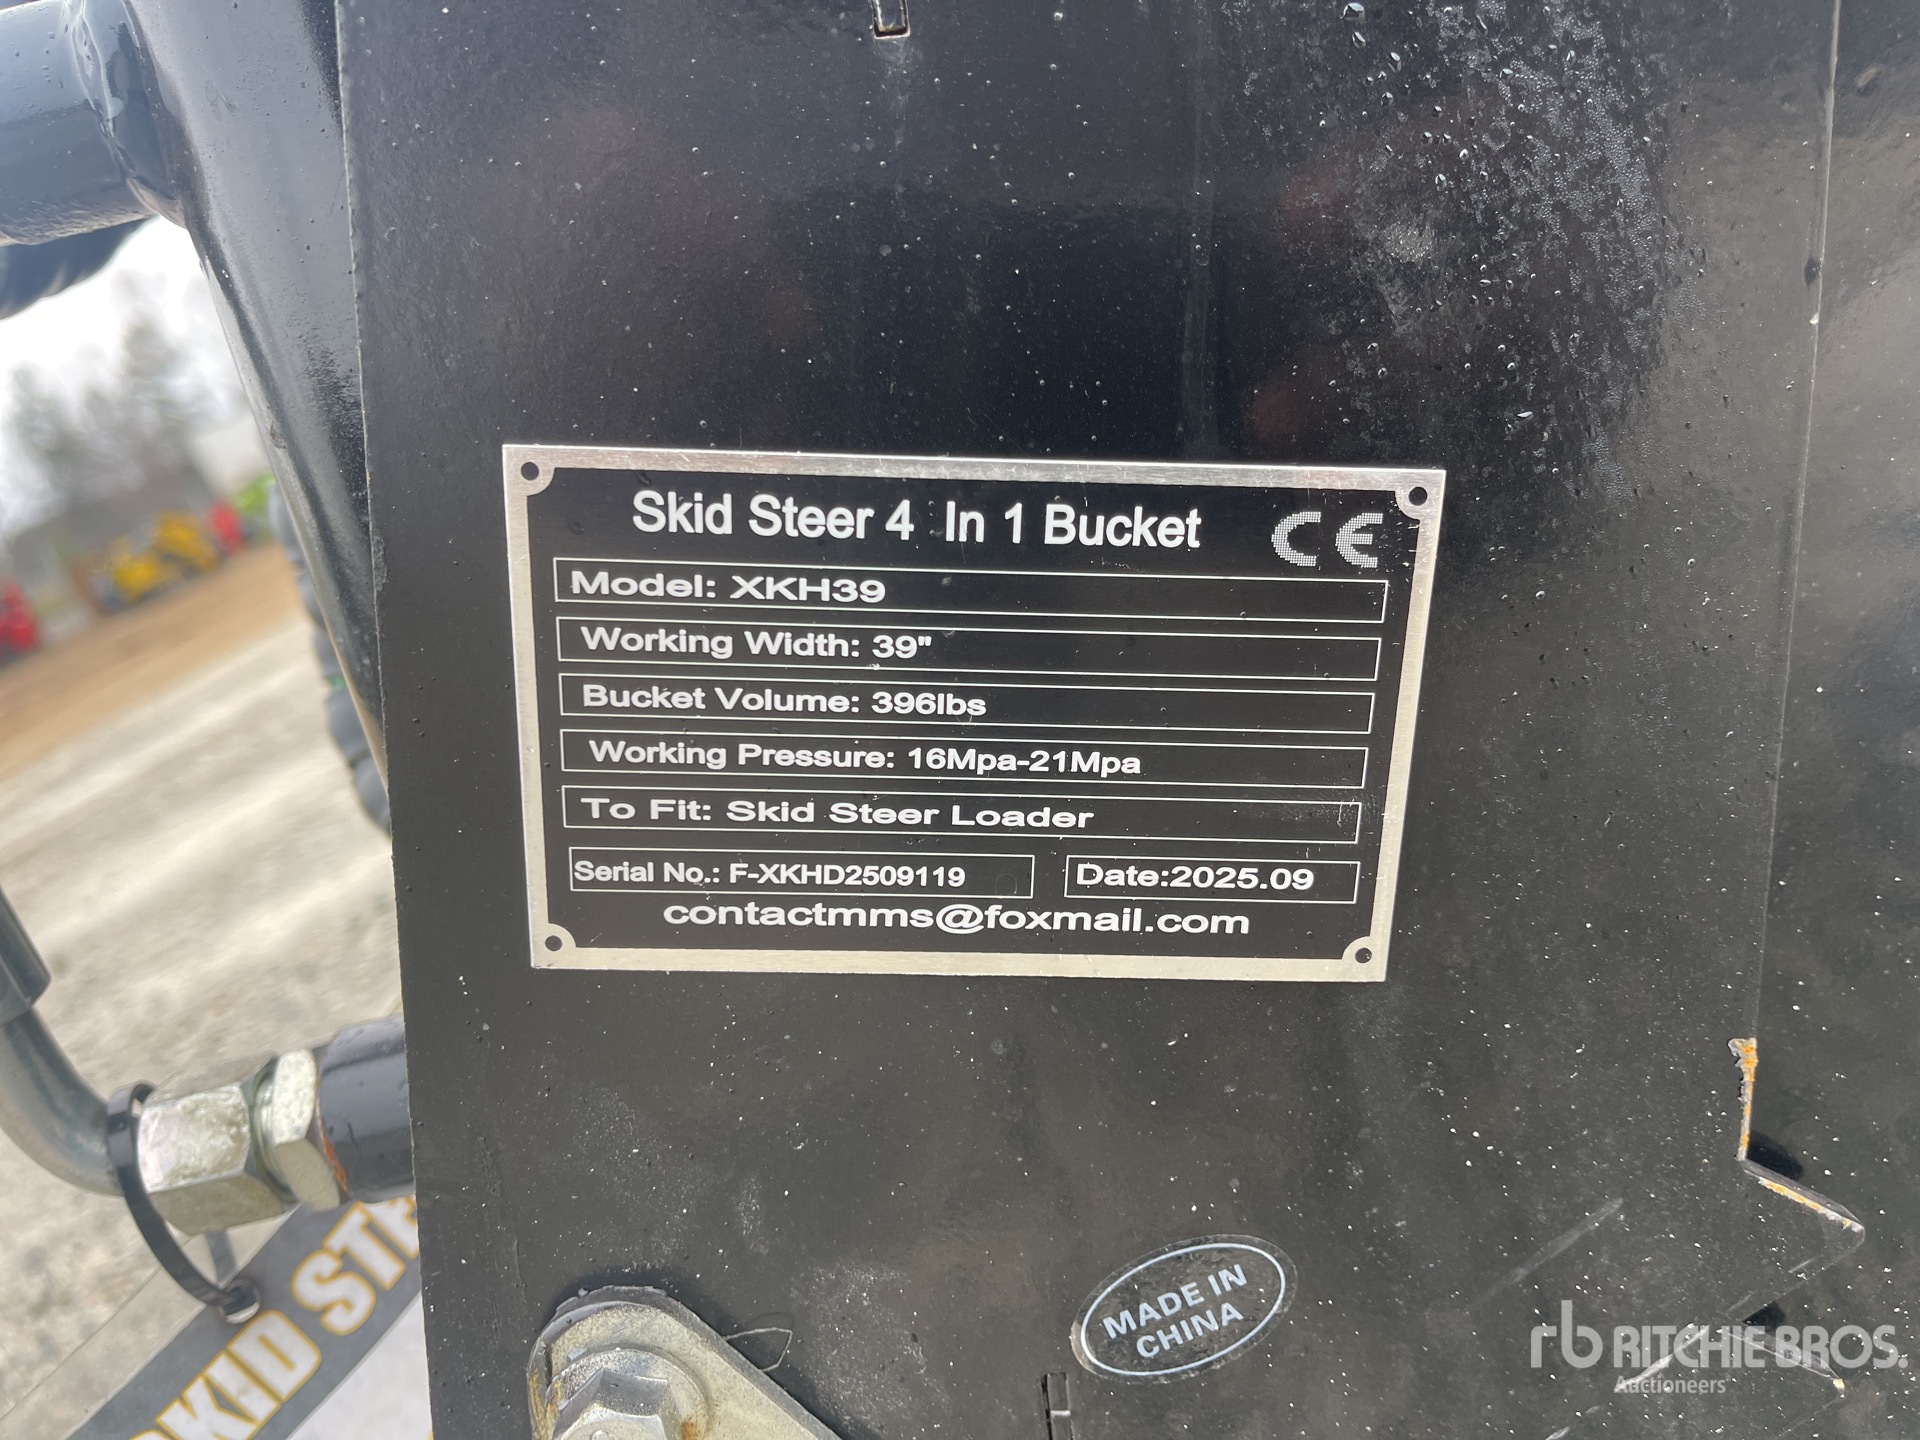 Skid Steer 4 In 1 Bucket CE
Model: XKH39
Working Width: 39"
Bucket Volume: 396lbs
Working Pressure: 16Mpa-21Mpa
To Fit: Skid Steer Loader
Serial No.: F-XKHD2509119 Date:2025.09
contactmms@foxmail.com
MADE IN
CHINA
rb RITCHIE BROS.
Auctioneers